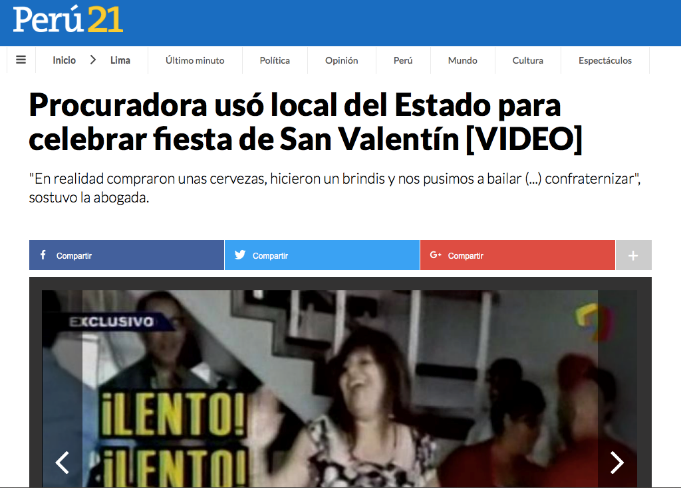 Perú21
Inicio > Lima Último minuto Política Opinión Perú Mundo Cultura Espectáculos
Procuradora usó local del Estado para
celebrar fiesta de San Valentín [VIDEO]
"En realidad compraron unas cervezas, hicieron un brindis y nos pusimos a bailar (...) confraternizar",
sostuvo la abogada.
f Compartir Compartir G+ Compartir +
EXCLUSIVO
¡LENTO!
¡LENTO!